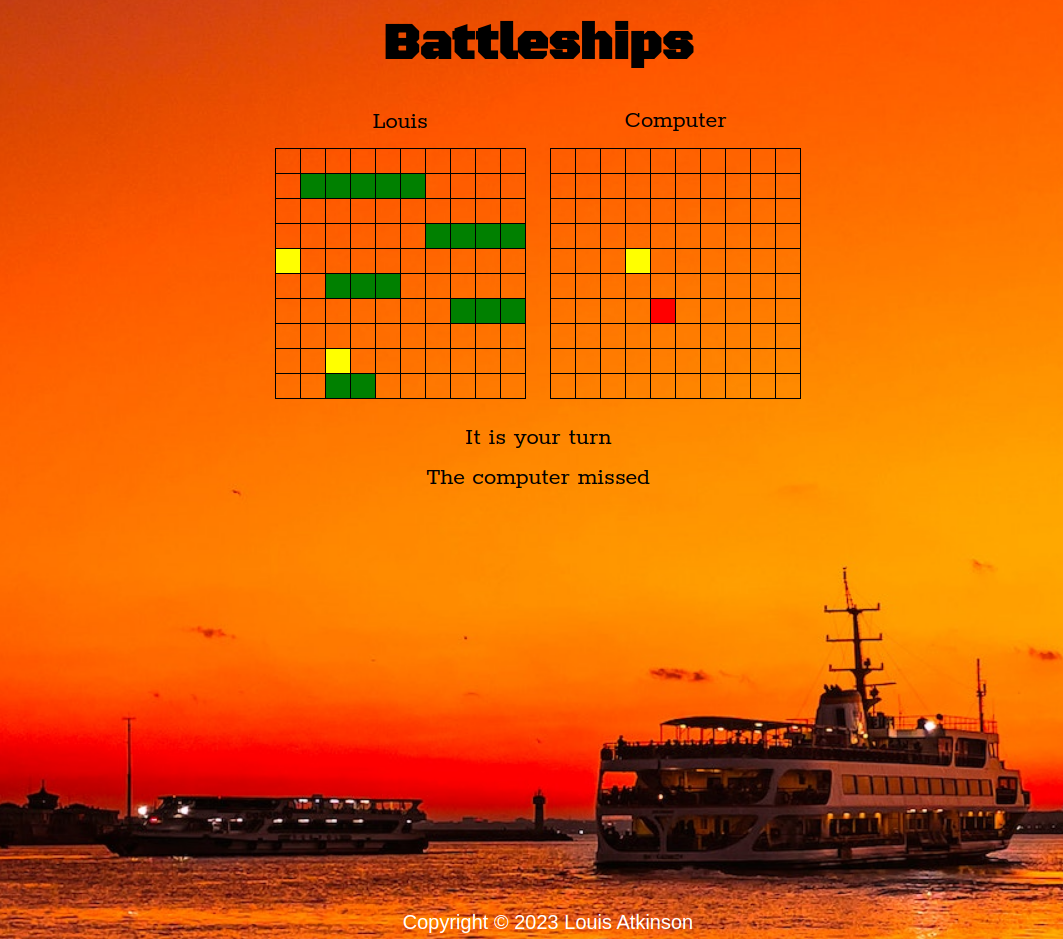 Battleships
Louis
Computer
It is your turn
The computer missed
Copyright © 2023 Louis Atkinson